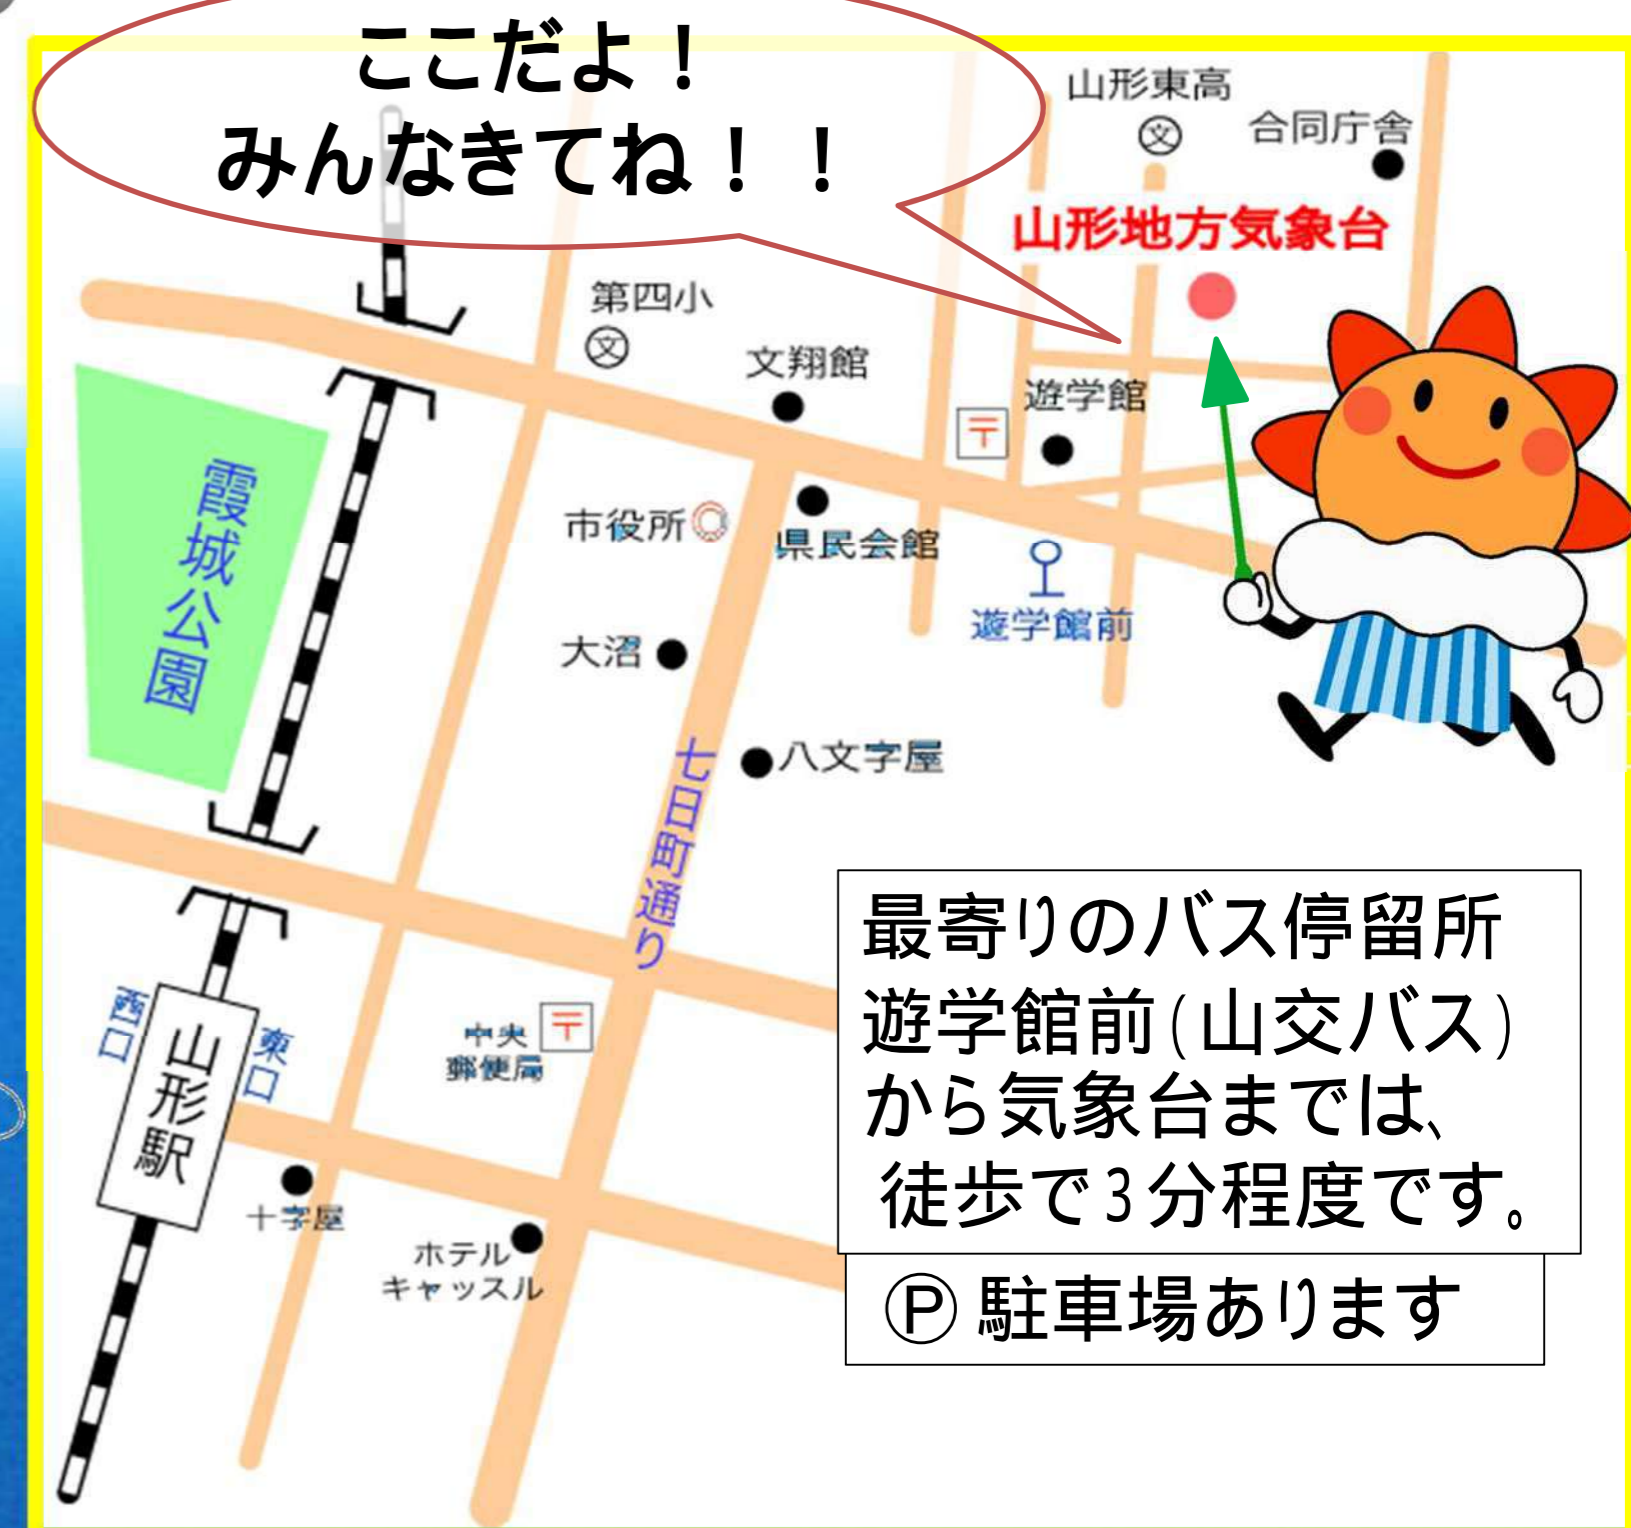 ここだよ！
みんなきてね！！
山形東高
文
合同庁舎
山形地方気象台
第四小
文
文翔館
遊学館
〒
霞城公園
市役所
県民会館
遊学館前
大沼
八文字屋
七日町通り
最寄りのバス停留所
遊学館前(山交バス)
から気象台までは、
徒歩で3分程度です。
Ⓟ 駐車場あります
西口
山形駅
東口
中央
郵便局
〒
十字屋
ホテル
キャッスル